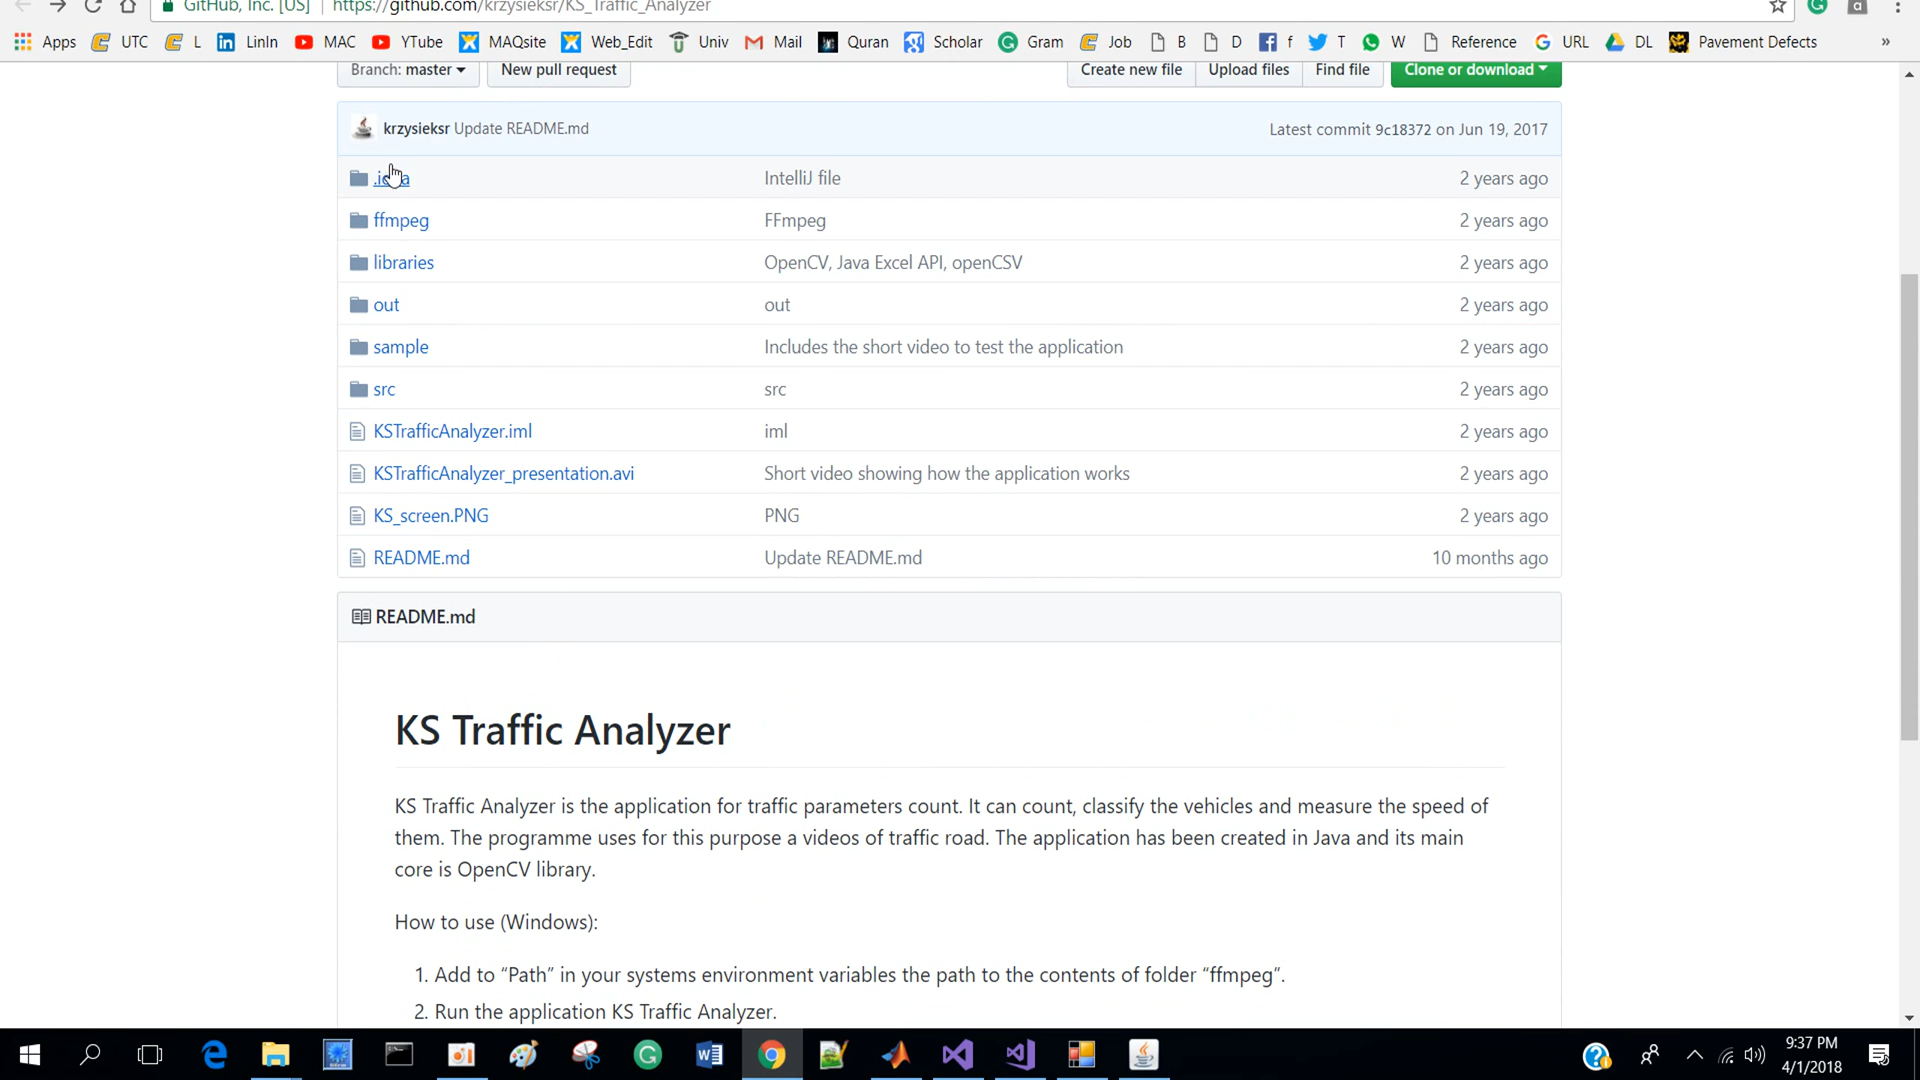 GitHub, Inc. [US] https://github.com/krzysieksr/KS_Traffic_Analyzer
Apps UTC L LinIn MAC YTube MAQsite Web_Edit Univ Mail Quran Scholar Gram Job B D f T W Reference URL DL Pavement Defects »
Branch: master New pull request Create new file Upload files Find file Clone or download
krzysieksr Update README.md Latest commit 9c18372 on Jun 19, 2017
IntelliJ file 2 years ago
ffmpeg FFmpeg 2 years ago
libraries OpenCV, Java Excel API, openCSV 2 years ago
out out 2 years ago
sample Includes the short video to test the application 2 years ago
src src 2 years ago
KSTrafficAnalyzer.iml iml 2 years ago
KSTrafficAnalyzer_presentation.avi Short video showing how the application works 2 years ago
KS_screen.PNG PNG 2 years ago
README.md Update README.md 10 months ago
README.md
KS Traffic Analyzer
KS Traffic Analyzer is the application for traffic parameters count. It can count, classify the vehicles and measure the speed of
them. The programme uses for this purpose a videos of traffic road. The application has been created in Java and its main
core is OpenCV library.
How to use (Windows):
1. Add to “Path” in your systems environment variables the path to the contents of folder “ffmpeg”.
2. Run the application KS Traffic Analyzer.
9:37 PM
4/1/2018